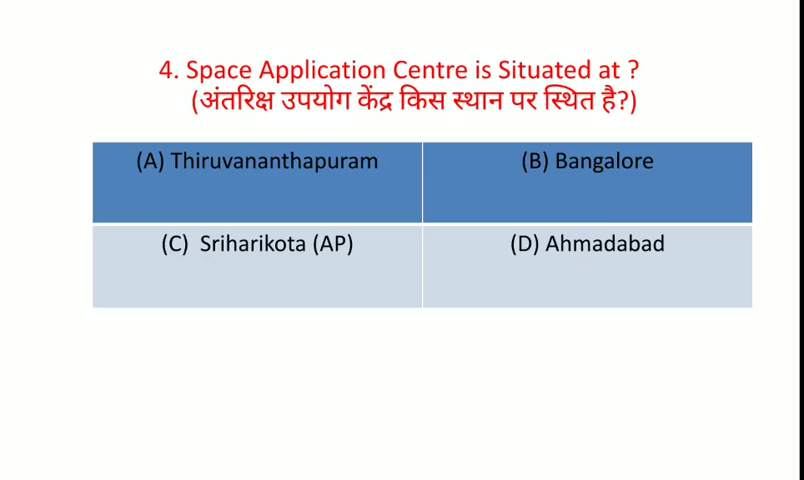 4. Space Application Centre is Situated at ?
(अंतरिक्ष उपयोग केंद्र किस स्थान पर स्थित है?)
(A) Thiruvananthapuram
(B) Bangalore
(C) Sriharikota (AP)
(D) Ahmadabad